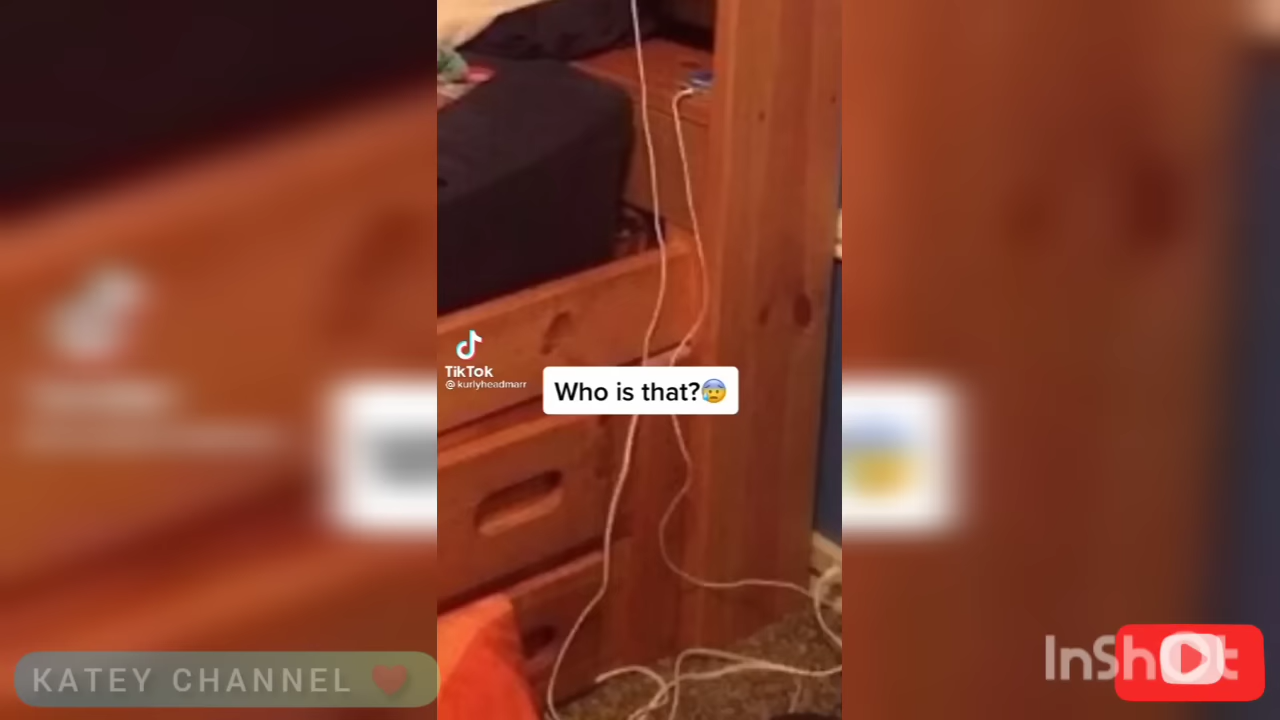 TikTok
@kurlyheadmarr
Who is that?😰
KATEY CHANNEL ❤️
InShOt